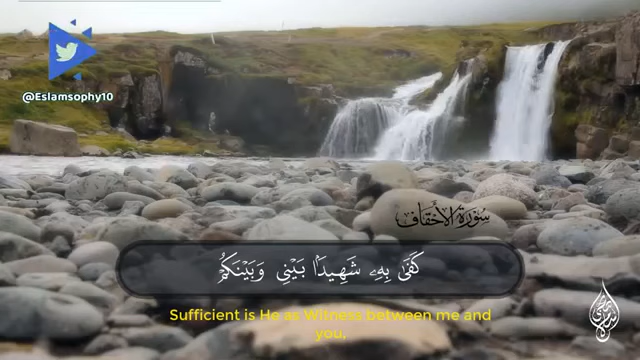 @Eslamsophy10
سورة الأحقاف
كَفَىٰ بِهِۦ شَهِيدَۢا بَيْنِي وَبَيْنَكُمْۖ
Sufficient is He as Witness between me and
you,